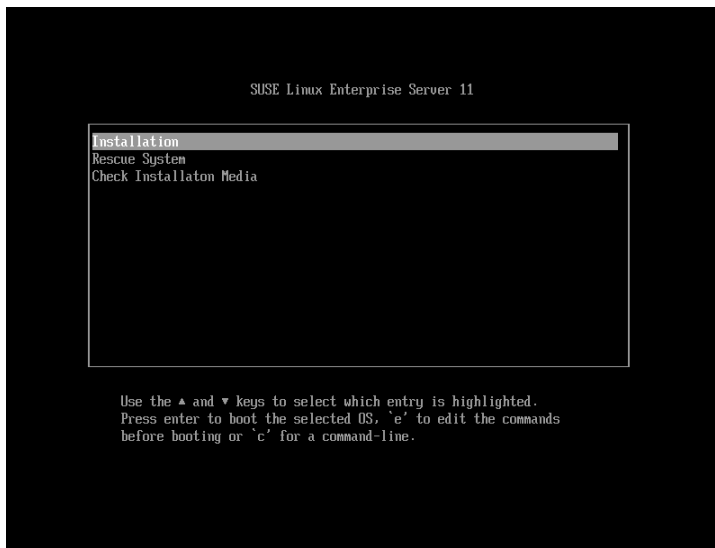 SUSE Linux Enterprise Server 11
Installation
Rescue System
Check Installaton Media
Use the ▲ and ▼ keys to select which entry is highlighted.
Press enter to boot the selected OS, `e' to edit the commands
before booting or `c' for a command-line.